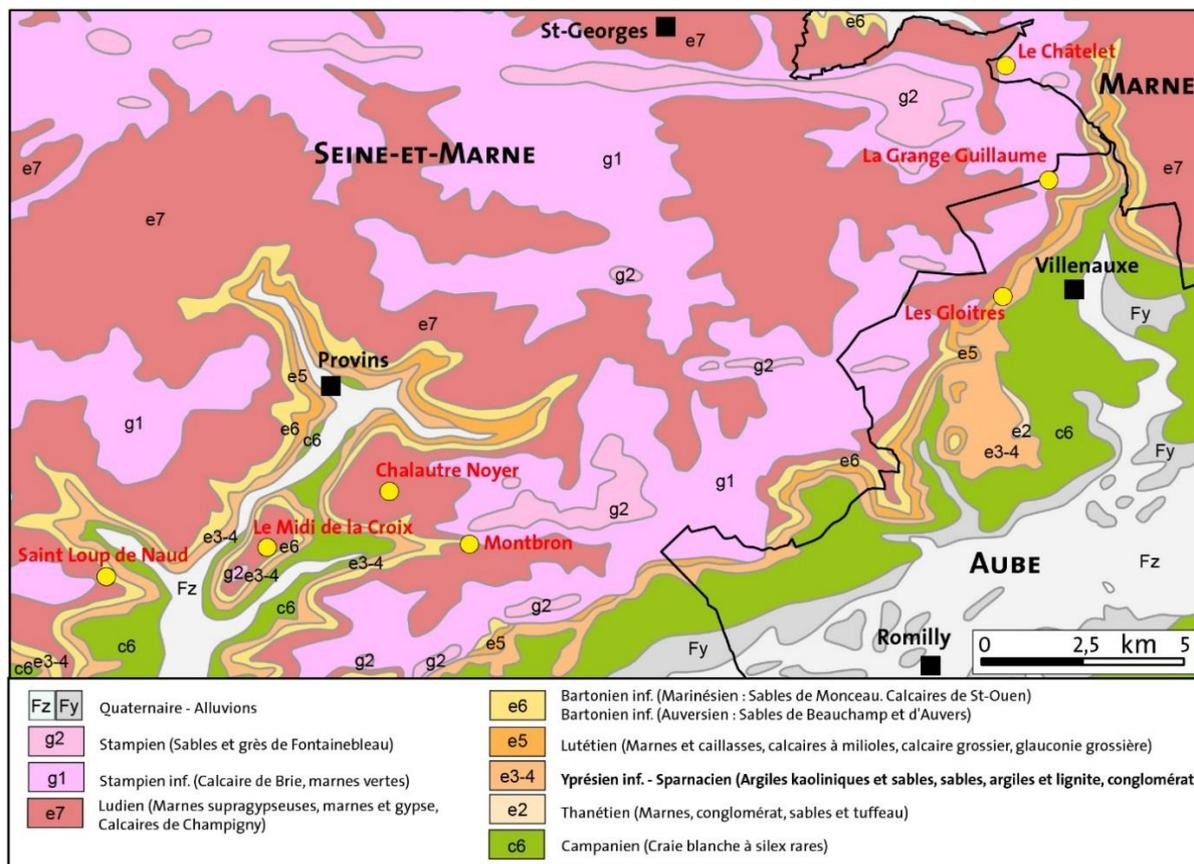 St-Georges
e6
e7
Le Châtelet
MARNE
g2
SEINE-ET-MARNE
g1
La Grange Guillaume
e7
e7
e7
g2
Villenauxe
Les Gloitres
Fy
e7
Provins
e5
g2
e5
g1
e6
c6
e2
c6
e3-4
Fy
Chalautre Noyer
e6
g1
g2
e3-4
Le Midi de la Croix
e6
Montbron
Saint Loup de Naud
e3-4
g2
e3-4
AUBE
Fz
Fz
c6
g2
c6
e5
Romilly
0 2,5 km 5
c6
e3-4
g2
g2
Fy
Fz Fy Quaternaire - Alluvions
g2 Stampien (Sables et grès de Fontainebleau)
g1 Stampien inf. (Calcaire de Brie, marnes vertes)
e7 Ludien (Marnes supragypseuses, marnes et gypse,
Calcaires de Champigny)
e6 Bartonien inf. (Marinésien : Sables de Monceau. Calcaires de St-Ouen)
Bartonien inf. (Auversien : Sables de Beauchamp et d'Auvers)
e5 Lutétien (Marnes et caillasses, calcaires à milioles, calcaire grossier, glauconie grossière)
e3-4 Yprésien inf. - Sparnacien (Argiles kaoliniques et sables, sables, argiles et lignite, conglomérat
e2 Thanétien (Marnes, conglomérat, sables et tuffeau)
c6 Campanien (Craie blanche à silex rares)